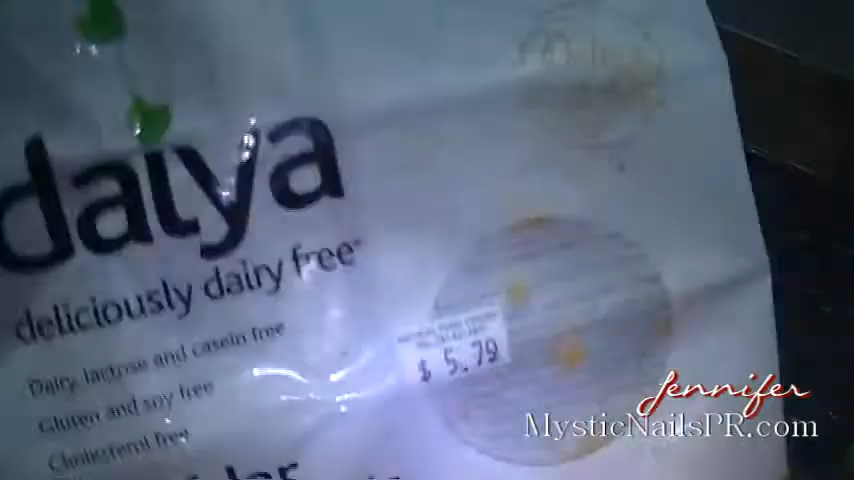 daiya
deliciously dairy free*
Dairy, lactose and casein free
Gluten and soy free
Cholesterol free
$ 5.79
Jennifer
MysticNailsPR.com